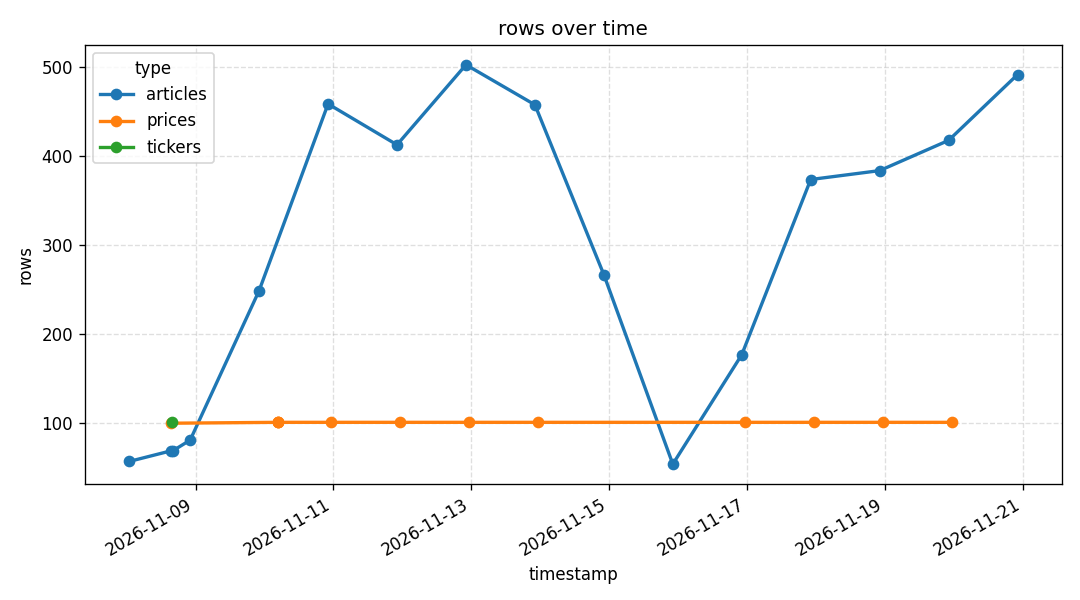 rows over time
type
articles
prices
tickers
rows
500
400
300
200
100
2026-11-09
2026-11-11
2026-11-13
2026-11-15
2026-11-17
2026-11-19
2026-11-21
timestamp